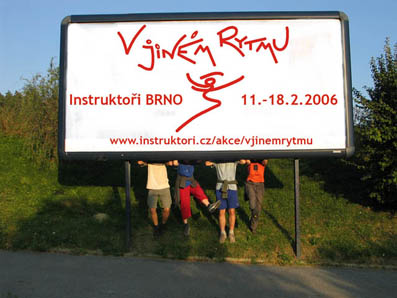 V jiném Rytmu
Instruktoři BRNO 11.-18.2.2006
www.instruktori.cz/akce/vjinemrytmu